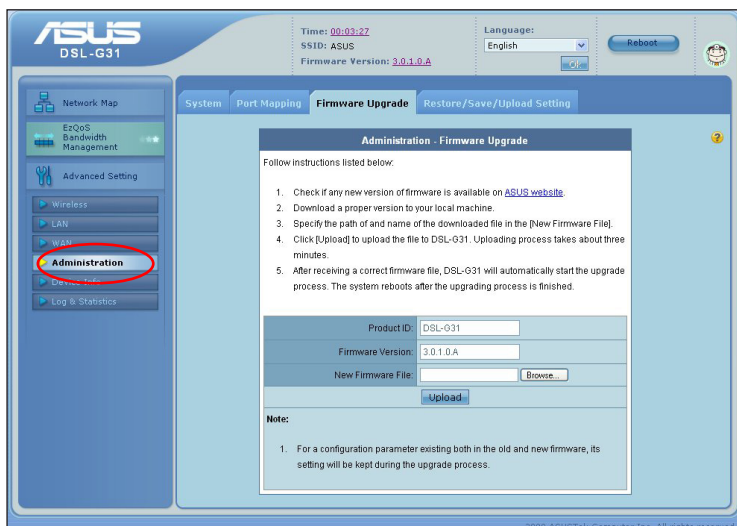 ASUS
DSL-G31
Time: 00:03:27
SSID: ASUS
Firmware Version: 3.0.1.0.A
Language:
English
Ok
Reboot
Network Map
EzQoS
Bandwidth
Management
Advanced Setting
Wireless
LAN
WAN
Administration
Device Info
Log & Statistics
System
Port Mapping
Firmware Upgrade
Restore/Save/Upload Setting
Administration - Firmware Upgrade
Follow instructions listed below:
1. Check if any new version of firmware is available on ASUS website.
2. Download a proper version to your local machine.
3. Specify the path of and name of the downloaded file in the [New Firmware File].
4. Click [Upload] to upload the file to DSL-G31. Uploading process takes about three
minutes.
5. After receiving a correct firmware file, DSL-G31 will automatically start the upgrade
process. The system reboots after the upgrading process is finished.
Product ID: DSL-G31
Firmware Version: 3.0.1.0.A
New Firmware File: Browse...
Upload
Note:
1. For a configuration parameter existing both in the old and new firmware, its
setting will be kept during the upgrade process.